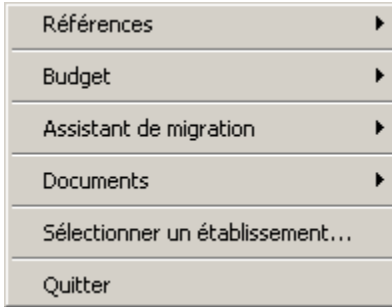 Références
Budget
Assistant de migration
Documents
Sélectionner un établissement...
Quitter